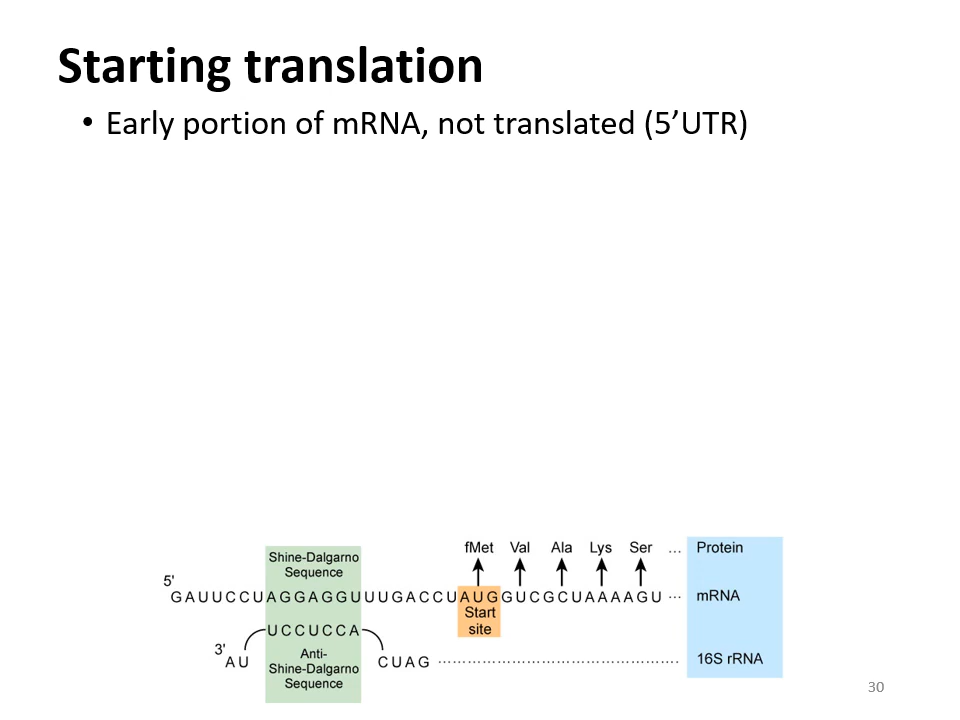 Starting translation
• Early portion of mRNA, not translated (5’UTR)
Shine-Dalgarno
Sequence
fMet Val Ala Lys Ser ... Protein
5'
GAUUCCUAGGAGGUUUGACCUAUGGUCGCUAAAAGU ... mRNA
Start
site
UCCUCCA
3'
AU
Anti-
Shine-Dalgarno
Sequence
CUAG ... 16S rRNA
30